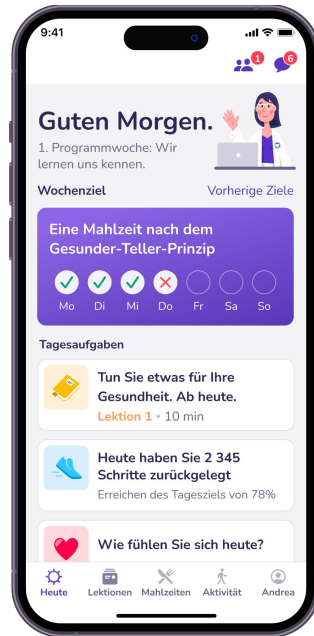 9:41
1
6
Guten Morgen.
1. Programmwoche: Wir
lernen uns kennen.
Wochenziel
Vorherige Ziele
Eine Mahlzeit nach dem
Gesunder-Teller-Prinzip
Mo Di Mi Do Fr Sa So
Tagesaufgaben
Tun Sie etwas für Ihre
Gesundheit. Ab heute.
Lektion 1 • 10 min
Heute haben Sie 2 345
Schritte zurückgelegt
Erreichen des Tagesziels von 78%
Wie fühlen Sie sich heute?
Heute Lektionen Mahlzeiten Aktivität Andrea